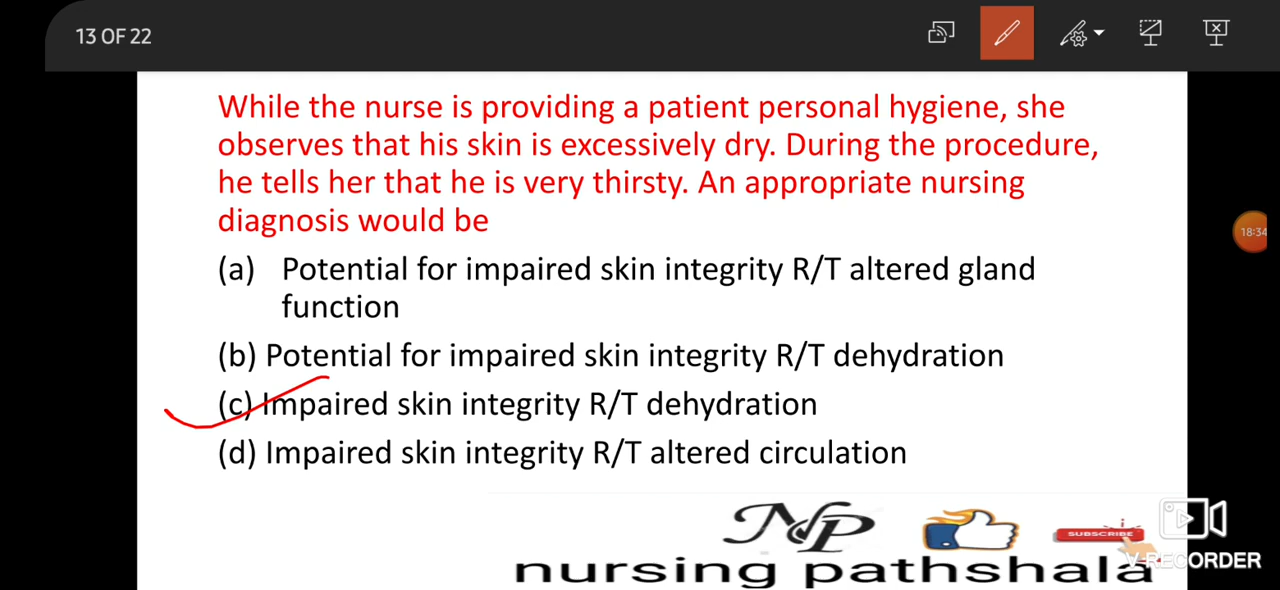 13 OF 22
While the nurse is providing a patient personal hygiene, she
observes that his skin is excessively dry. During the procedure,
he tells her that he is very thirsty. An appropriate nursing
diagnosis would be
18:34
(a) Potential for impaired skin integrity R/T altered gland
function
(b) Potential for impaired skin integrity R/T dehydration
(c) Impaired skin integrity R/T dehydration
(d) Impaired skin integrity R/T altered circulation
NP
SUBSCRIBE
nursing pathshala
V RECORDER